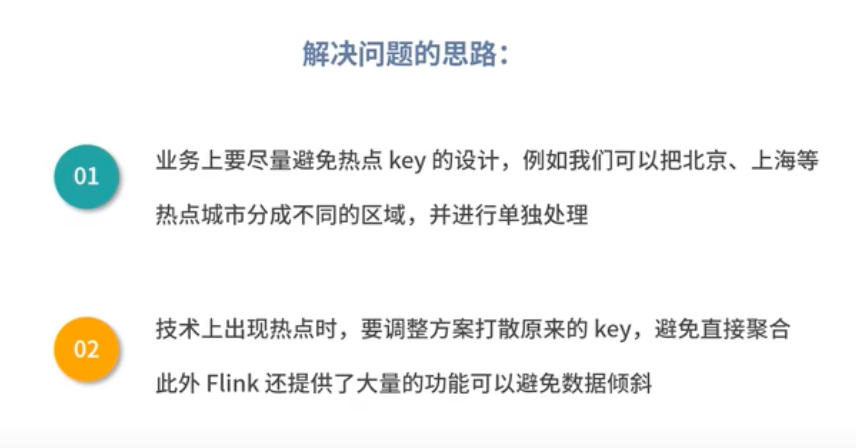 解决问题的思路：
01
业务上要尽量避免热点 key 的设计，例如我们可以把北京、上海等
热点城市分成不同的区域，并进行单独处理
02
技术上出现热点时，要调整方案打散原来的 key，避免直接聚合
此外 Flink 还提供了大量的功能可以避免数据倾斜